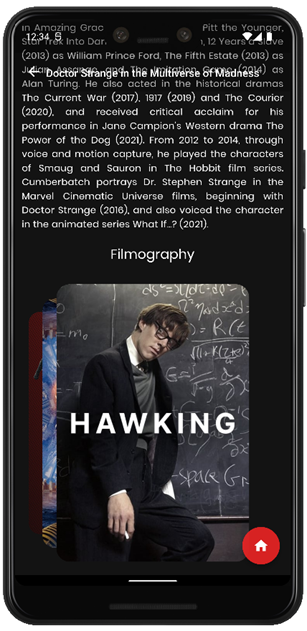 in Amazing Grac Pitt the Younger,
12:34
Star Trek Into Dar , 12 Years a Slave
(2013) as William Prince Ford, The Fifth Estate (2013) as
← Doctor Strange in the Multiverse of Madness
Julian Assange, and The Imitation Game (2014) as
Alan Turing. He also acted in the historical dramas
The Current War (2017), 1917 (2019) and The Courier
(2020), and received critical acclaim for his
performance in Jane Campion's Western drama The
Power of the Dog (2021). From 2012 to 2014, through
voice and motion capture, he played the characters
of Smaug and Sauron in The Hobbit film series.
Cumberbatch portrays Dr. Stephen Strange in the
Marvel Cinematic Universe films, beginning with
Doctor Strange (2016), and also voiced the character
in the animated series What If...? (2021).
Filmography
HAWKING